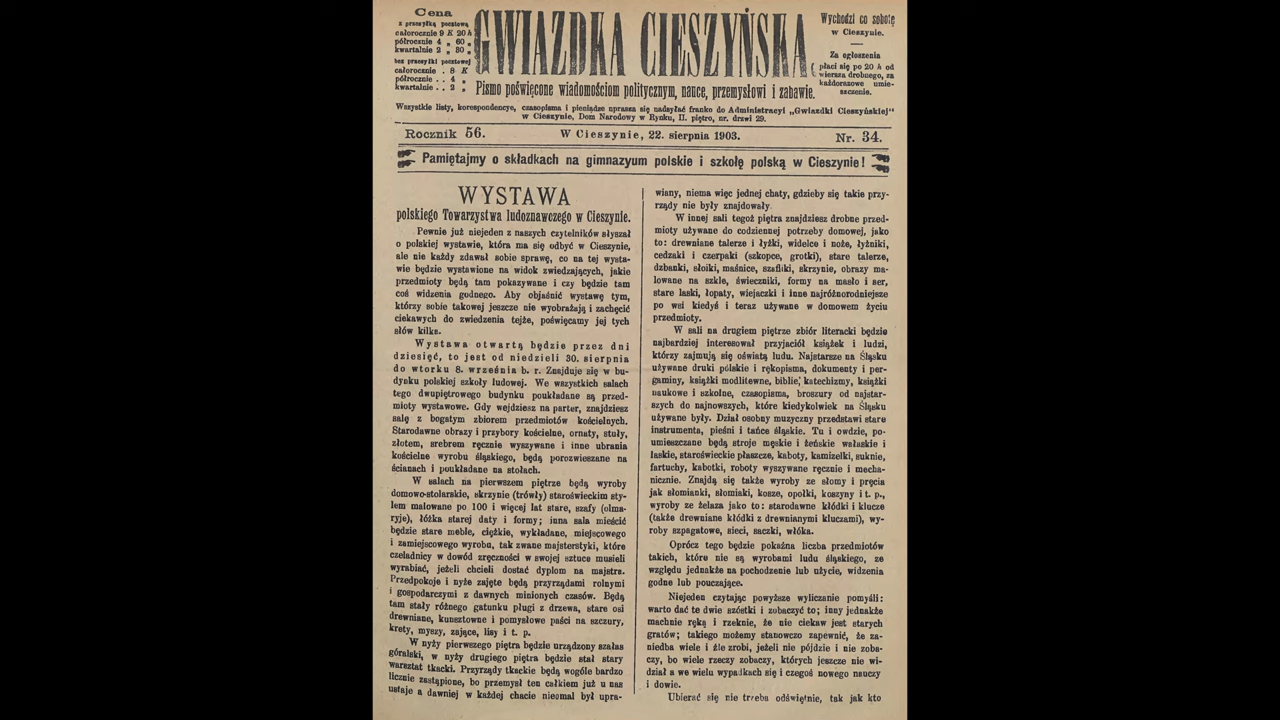 Cena
z przesyłką pocztową
całorocznie 9 K 20 h
półrocznie 4 „ 60 „
kwartalnie 2 „ 30 „
bez przesyłki pocztowej
całorocznie . 8 K
półrocznie . . 4 „
kwartalnie . . 2 „
GWIAZDKA CIESZYŃSKA
Pismo poświęcone wiadomościom politycznym, nauce, przemysłowi i zabawie.
Wychodzi co sobotę
w Cieszynie.
Za ogłoszenia
płaci się po 20 h od
wiersza drobnego, za
każdorazowe umie-
szczenie.
Wszystkie listy, korespondencye, czasopisma i pieniądze uprasza się nadsyłać franko do Administracyi „Gwiazdki Cieszyńskiej“
w Cieszynie, Dom Narodowy w Rynku, II. piętro, nr. drzwi 29.
Rocznik 56.
W Cieszynie, 22. sierpnia 1903.
Nr. 34.
Pamiętajmy o składkach na gimnazyum polskie i szkołę polską w Cieszynie!
WYSTAWA
polskiego Towarzystwa ludoznawczego w Cieszynie.
Pewnie już niejeden z naszych czytelników słyszał
o polskiej wystawie, która ma się odbyć w Cieszynie,
ale nie każdy zdawał sobie sprawę, co na tej wysta-
wie będzie wystawione na widok zwiedzających, jakie
przedmioty będą tam pokazywane i czy będzie tam
coś widzenia godnego. Aby objaśnić wystawę tym,
którzy sobie takowej jeszcze nie wyobrażają i zachęcić
ciekawych do zwiedzenia tejże, poświęcamy jej tych
słów kilka.
Wystawa otwartą będzie przez dni
dziesięć, to jest od niedzieli 30. sierpnia
do wtorku 8. września b. r. Znajduje się w bu-
dynku polskiej szkoły ludowej. We wszystkich salach
tego dwupiętrowego budynku poukładane są przed-
mioty wystawowe. Gdy wejdziesz na parter, znajdziesz
salę z bogatym zbiorem przedmiotów kościelnych.
Starodawne obrazy i przybory kościelne, ornaty, stuły,
złotem, srebrem ręcznie wyszywane i inne ubrania
kościelne wyrobu śląskiego, będą porozwieszane na
ścianach i poukładane na stołach.
W salach na pierwszem piętrze będą wyroby
domowo-stolarskie, skrzynie (trówły) staroświeckim sty-
lem malowane po 100 i więcej lat stare, szafy (olma-
ryje), łóżka starej daty i formy; inna sala mieścić
będzie stare meble, ciężkie, wykładane, miejscowego
i zamiejscowego wyrobu, tak zwane majsterstyki, które
czeladnicy w dowód zręczności w swojej sztuce musieli
wyrabiać, jeżeli chcieli dostać dyplom na majstra.
Przedpokoje i nyże zajęte będą przyrządami rolnymi
i gospodarczymi z dawnych minionych czasów. Będą
tam stały różnego gatunku pługi z drzewa, stare osi
drewniane, kunsztowne i pomysłowe paści na szczury,
krety, myszy, zające, lisy i t. p.
W nyży pierwszego piętra będzie urządzony szałas
góralski, w nyży drugiego piętra będzie stał stary
warsztat tkacki. Przyrządy tkackie będą wogóle bardzo
licznie zastąpione, bo przemysł ten całkiem już u nas
ustaje a dawniej w każdej chacie nieomal był upra-
wiany, niema więc jednej chaty, gdzieby się takie przy-
rządy nie były znajdowały.
W innej sali tegoż piętra znajdziesz drobne przed-
mioty używane do codziennej potrzeby domowej, jako
to: drewniane talerze i łyżki, widelce i noże, łyżniki,
cedzaki i czerpaki (szkopce, grotki), stare talerze,
dzbanki, słoiki, maśnice, szafliki, skrzynie, obrazy ma-
lowane na szkle, świeczniki, formy na masło i ser,
stare laski, łopaty, wiejaczki i inne najróżnorodniejsze
po wsi kiedyś i teraz używane w domowem życiu
przedmioty.
W sali na drugiem piętrze zbiór literacki będzie
najbardziej interesował przyjaciół książek i ludzi,
którzy zajmują się oświatą ludu. Najstarsze na Śląsku
używane druki pólskie i rękopisma, dokumenty i per-
gaminy, książki modlitewne, biblie, katechizmy, książki
naukowe i szkolne, czasopisma, broszury od najstar-
szych do najnowszych, które kiedykolwiek na Śląsku
używane były. Dział osobny muzyczny przedstawi stare
instrumenta, pieśni i tańce śląskie. Tu i owdzie, po-
umieszczane będą stroje męskie i żeńskie wałaskie i
laskie, staroświeckie płaszcze, kaboty, kamizelki, suknie,
fartuchy, kabotki, roboty wyszywane ręcznie i mecha-
nicznie. Znajdą się także wyroby ze słomy i pręcia
jak słomianki, słomiaki, kosze, opołki, koszyny i t. p.,
wyroby ze żelaza jako to: starodawne kłódki i klucze
(także drewniane kłódki z drewnianymi kluczami), wy-
roby szpagatowe, sieci, saczki, włóka.
Oprócz tego będzie pokaźna liczba przedmiotów
takich, które nie są wyrobami ludu śląskiego, ze
względu jednakże na pochodzenie lub użycie, widzenia
godne lub pouczające.
Niejeden czytając powyższe wyliczanie pomyśli:
warto dać te dwie szóstki i zobaczyć to; inny jednakże
machnie ręką i rzeknie, że nie ciekaw jest starych
gratów; takiego możemy stanowczo zapewnić, że za-
niedba wiele i źle zrobi, jeżeli nie pójdzie i nie zoba-
czy, bo wiele rzeczy zobaczy, których jeszcze nie wi-
dział a we wielu wypadkach się i czegoś nowego nauczy
i dowie.
Ubierać się nie trzeba odświętnie, tak jak kto